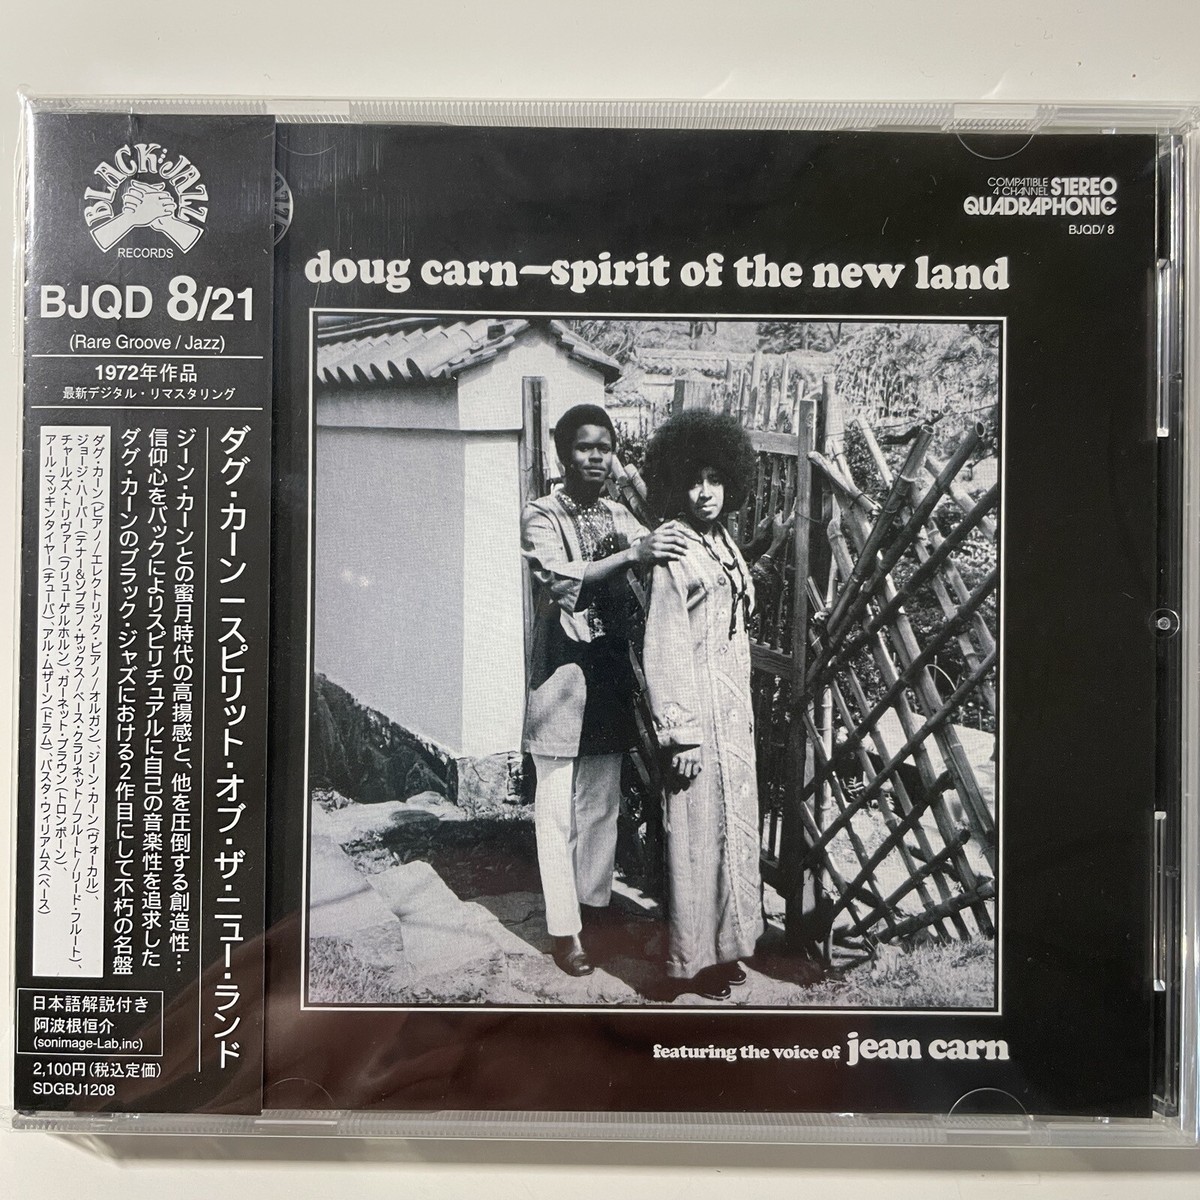 BLACK JAZZ
RECORDS
BJQD 8/21
(Rare Groove / Jazz)
1972年作品
最新デジタル・リマスタリング
ダグ・カーン | スピリット・オブ・ザ・ニュー・ランド
ジーン・カーンとの蜜月時代の高揚感と、他を圧倒する創造性…
信仰心をバックによりスピリチュアルに自己の音楽性を追求した
ダグ・カーンのブラック・ジャズにおける2作目にして不朽の名盤
ダグ・カーン(ピアノ/エレクトリック・ピアノ/オルガン)、ジーン・カーン(ヴォーカル)、
ジョージ・ハーパー(テナー&ソプラノ・サックス/ベース・クラリネット/フルート/リード・フルート)、
チャールズ・トリヴァー(フリューゲルホルン)、ガーネット・ブラウン(トロンボーン)、
アール・マッキンタイヤー(チューバ)、アル・ムザーン(ドラム)、バスタ・ウィリアムス(ベース)
日本語解説付き
阿波根恒介
(sonimage-Lab,inc)
2,100円(税込定価)
SDGBJ1208
COMPATIBLE
4 CHANNEL STEREO
QUADRAPHONIC
BJQD/ 8
doug carn—spirit of the new land
featuring the voice of jean carn